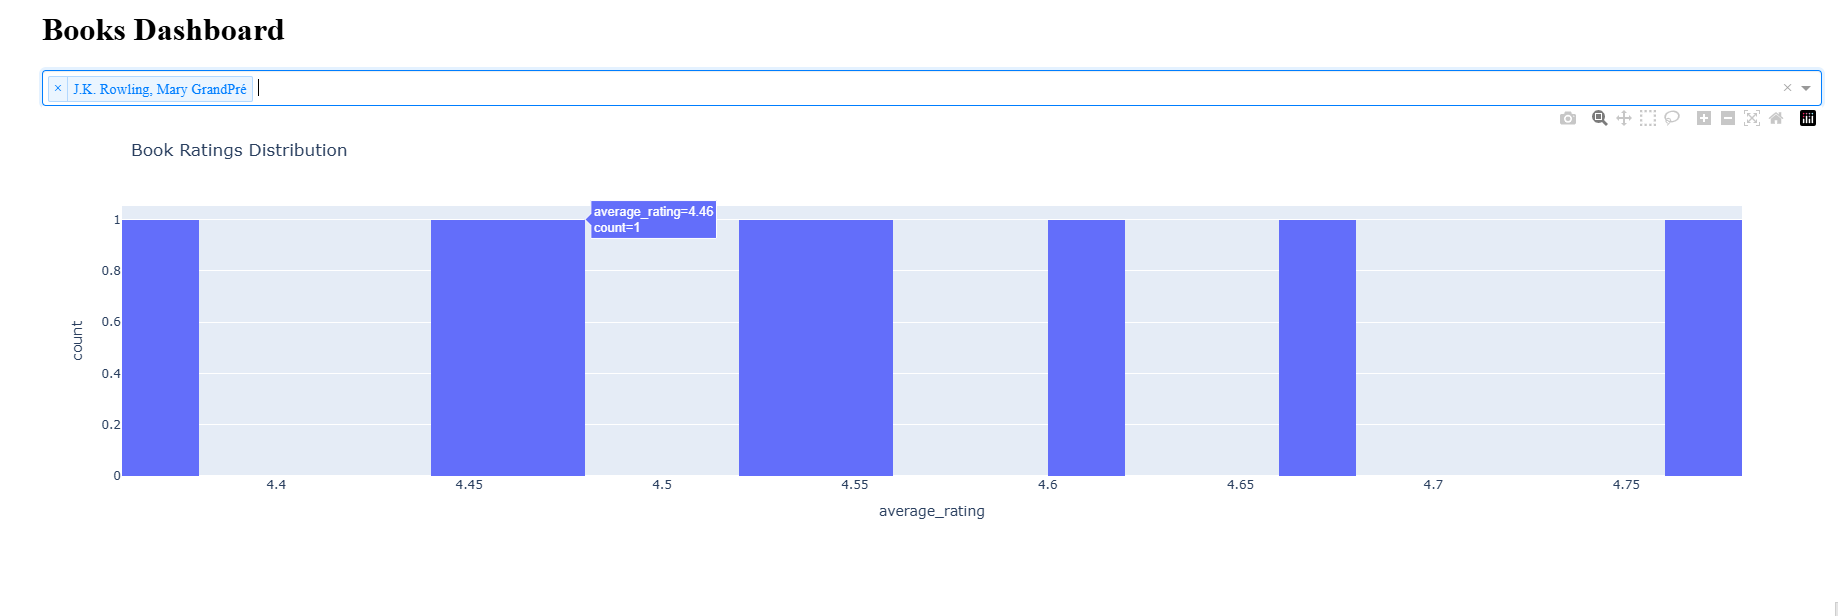 Books Dashboard
× J.K. Rowling, Mary GrandPré ×
Book Ratings Distribution
average_rating=4.46
count=1
1
0.8
0.6
0.4
0.2
0
count
4.4 4.45 4.5 4.55 4.6 4.65 4.7 4.75
average_rating